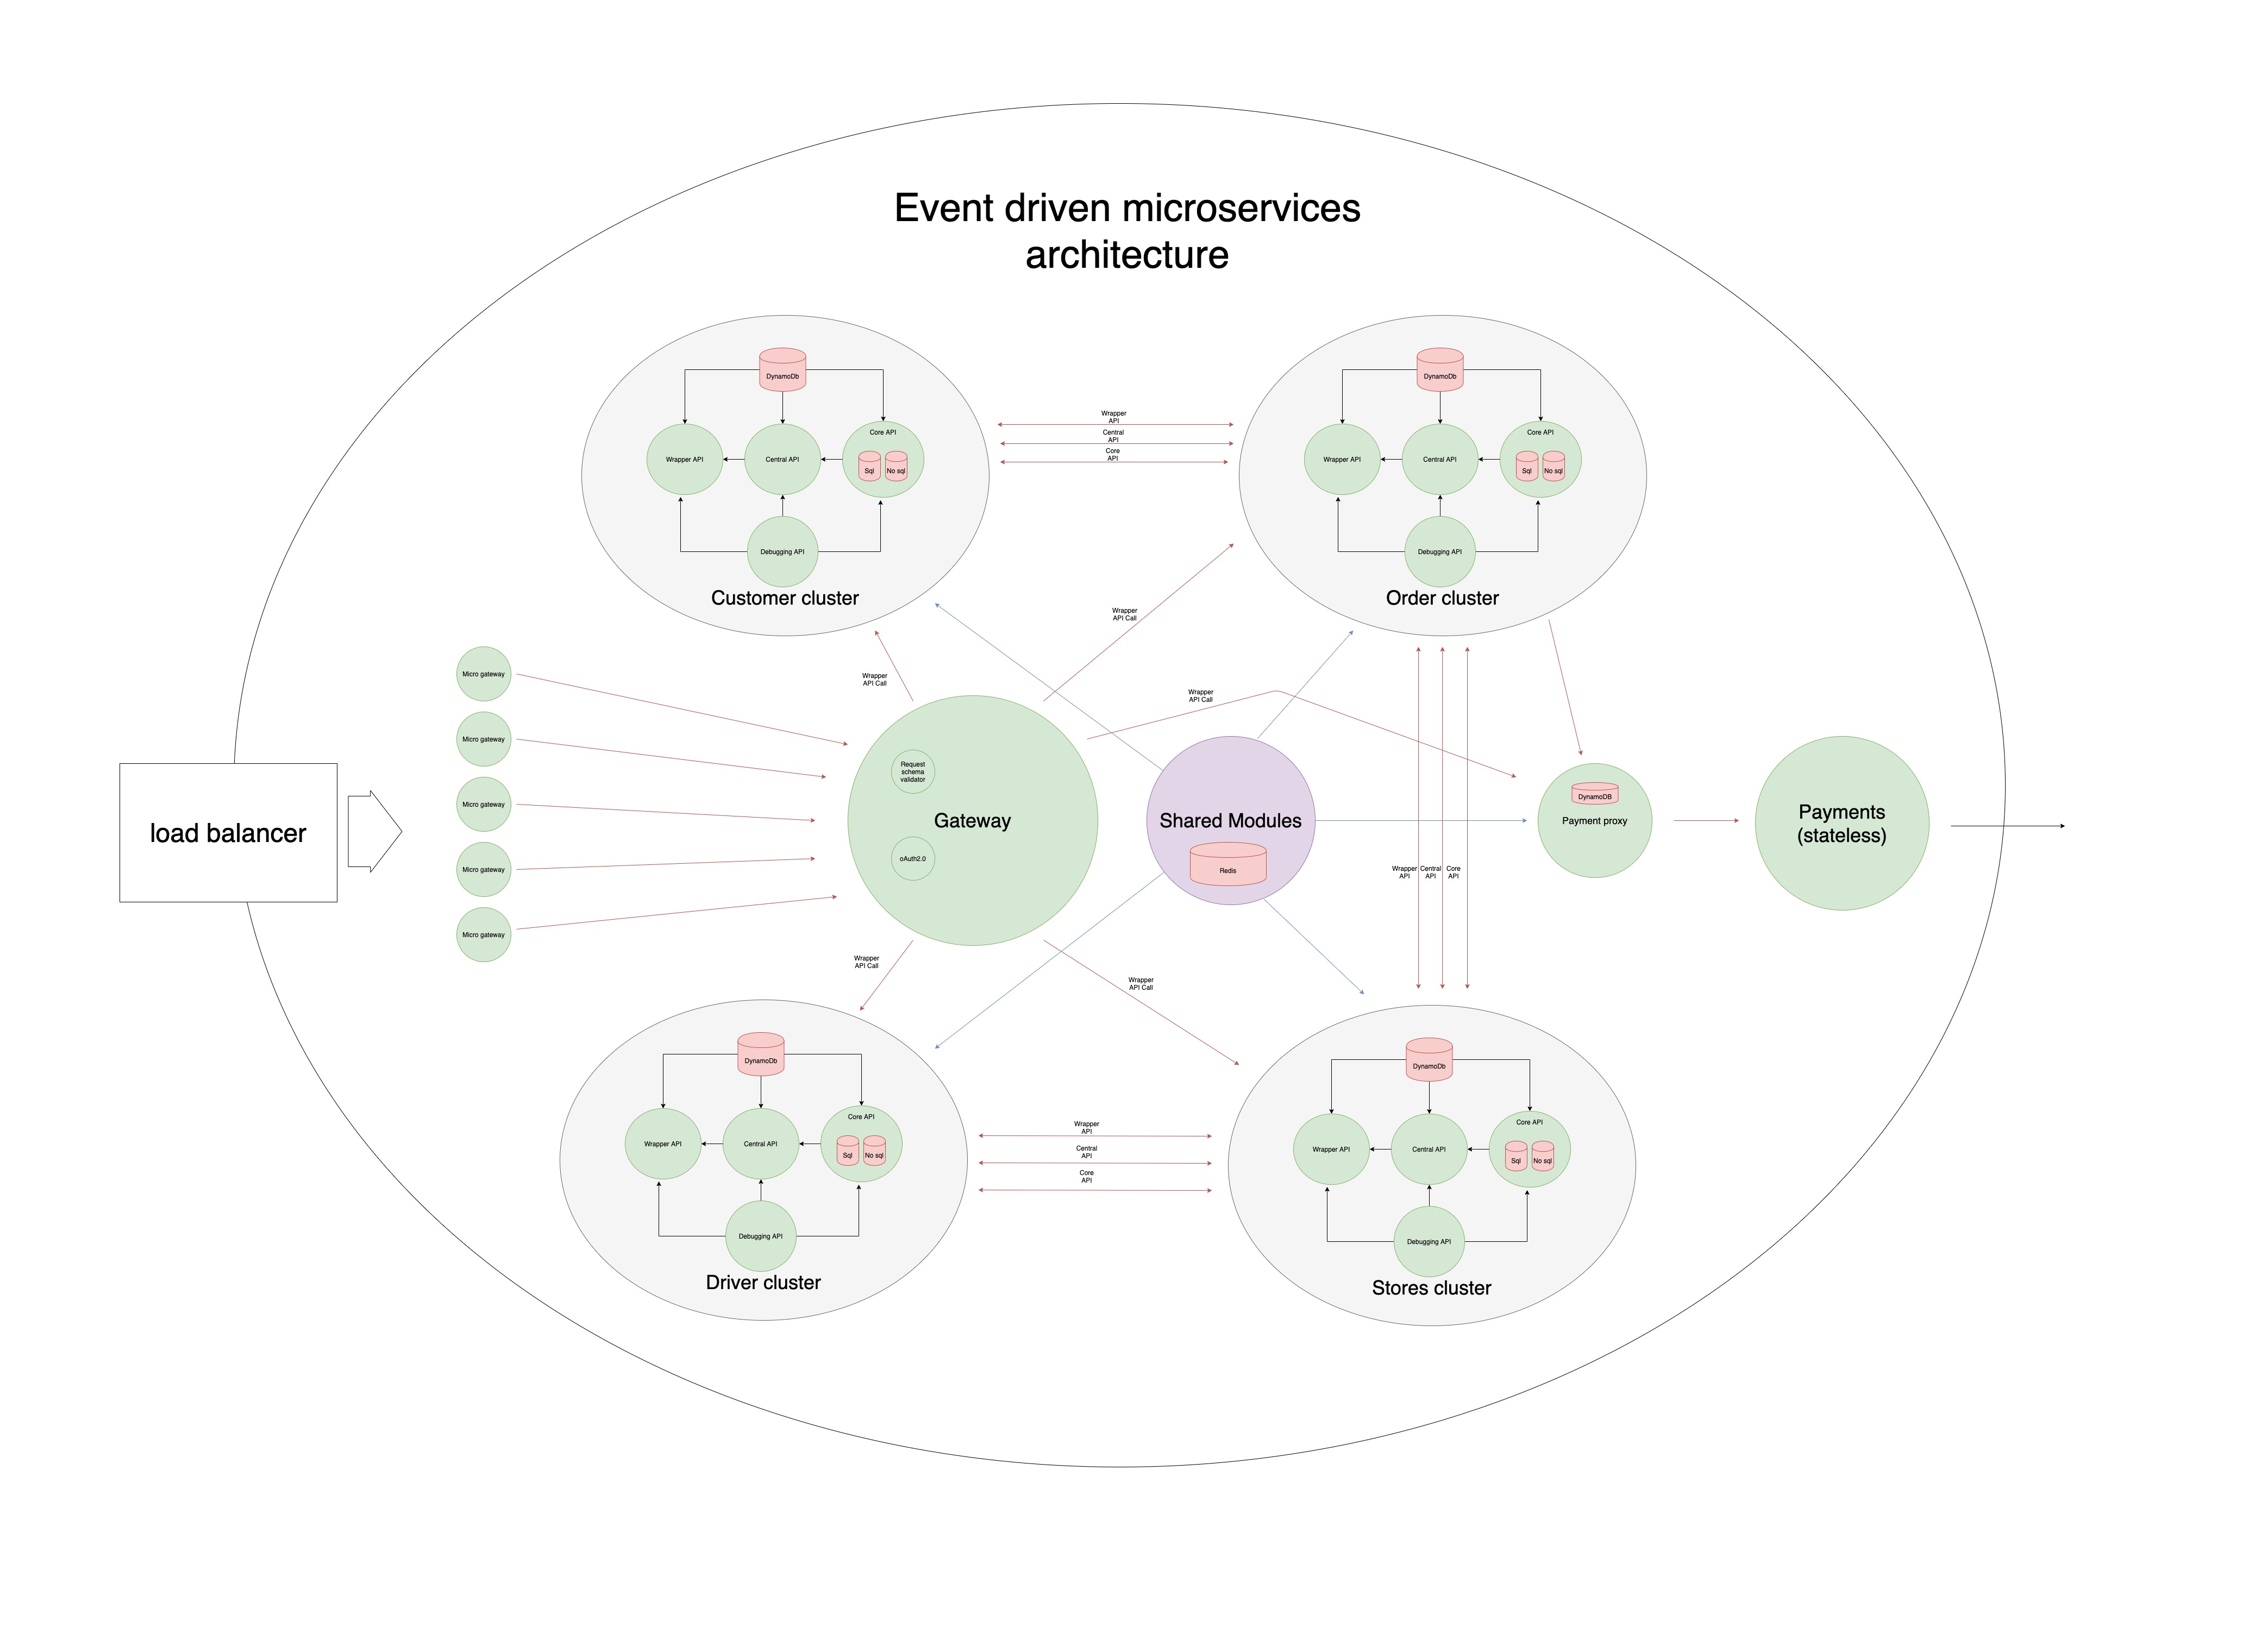 Event driven microservices
architecture
DynamoDb
Wrapper API
Central API
Core API
Sql
No sql
Debugging API
Customer cluster
Wrapper
API
Central
API
Core
API
DynamoDb
Wrapper API
Central API
Core API
Sql
No sql
Debugging API
Order cluster
Wrapper
API Call
Wrapper
API Call
Wrapper
API Call
Micro gateway
Micro gateway
Micro gateway
Micro gateway
Micro gateway
load balancer
Request
schema
validator
Gateway
oAuth2.0
Shared Modules
Redis
Wrapper
API
Central
API
Core
API
DynamoDB
Payment proxy
Payments
(stateless)
Wrapper
API Call
Wrapper
API Call
DynamoDb
Wrapper API
Central API
Core API
Sql
No sql
Debugging API
Driver cluster
Wrapper
API
Central
API
Core
API
DynamoDb
Wrapper API
Central API
Core API
Sql
No sql
Debugging API
Stores cluster